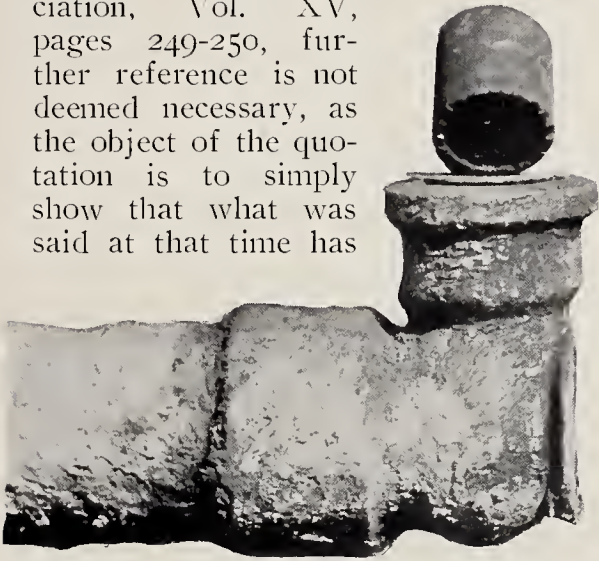 ciation, Vol. XV,
pages 249-250, fur-
ther reference is not
deemed necessary, as
the object of the quo-
tation is to simply
show that what was
said at that time has